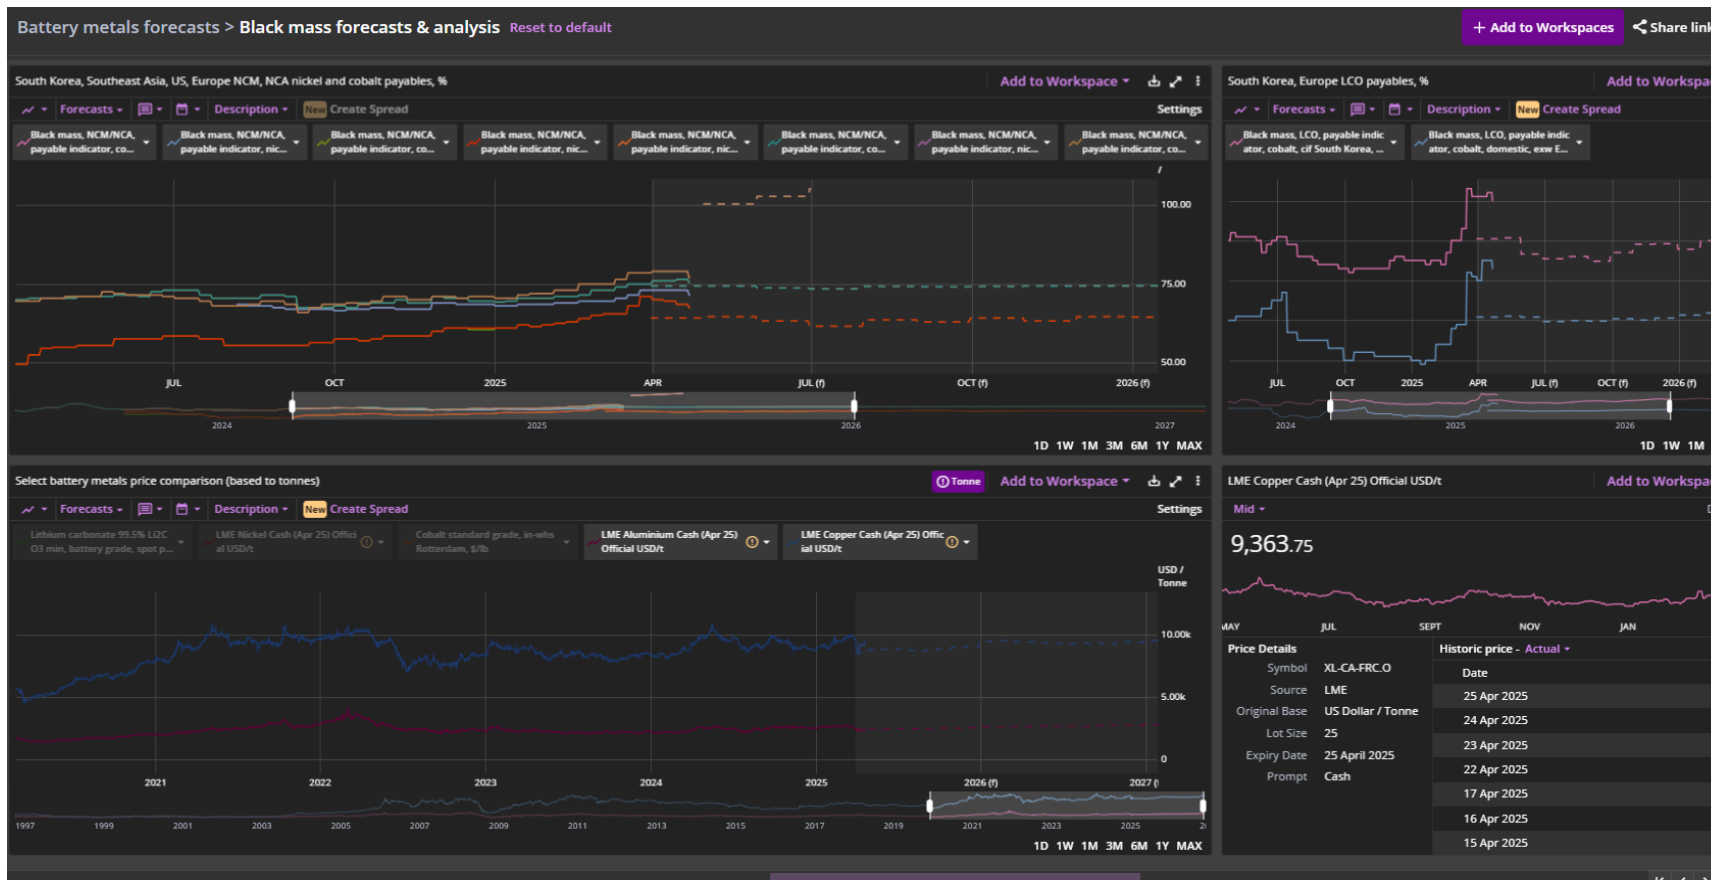 Battery metals forecasts > Black mass forecasts & analysis Reset to default
+ Add to Workspaces Share link
South Korea, Southeast Asia, US, Europe NCM, NCA nickel and cobalt payables, %
Add to Workspace
Forecasts Description New Create Spread Settings
Black mass, NCM/NCA,
payable indicator, co...
Black mass, NCM/NCA,
payable indicator, nic...
Black mass, NCM/NCA,
payable indicator, co...
Black mass, NCM/NCA,
payable indicator, nic...
Black mass, NCM/NCA,
payable indicator, nic...
Black mass, NCM/NCA,
payable indicator, co...
Black mass, NCM/NCA,
payable indicator, nic...
Black mass, NCM/NCA,
payable indicator, co...
/
100.00
75.00
50.00
JUL OCT 2025 APR JUL (f) OCT (f) 2026 (f)
2024 2025 2026 2027
1D 1W 1M 3M 6M 1Y MAX
South Korea, Europe LCO payables, %
Add to Workspa
Forecasts Description New Create Spread
Black mass, LCO, payable indic
ator, cobalt, cif South Korea, ...
Black mass, LCO, payable indic
ator, cobalt, domestic, exw E...
JUL OCT 2025 APR JUL (f) OCT (f) 2026 (f)
2024 2025 2026
1D 1W 1M
Select battery metals price comparison (based to tonnes)
Tonne Add to Workspace
Forecasts Description New Create Spread Settings
Lithium carbonate 99.5% Li2C
O3 min, battery grade, spot p...
LME Nickel Cash (Apr 25) Offici
al USD/t
Cobalt standard grade, in-whs
Rotterdam, $/lb
LME Aluminium Cash (Apr 25)
Official USD/t
LME Copper Cash (Apr 25) Offic
ial USD/t
USD /
Tonne
10.00k
5.00k
0
2021 2022 2023 2024 2025 2026 (f) 2027 (
1997 1999 2001 2003 2005 2007 2009 2011 2013 2015 2017 2019 2021 2023 2025 2
1D 1W 1M 3M 6M 1Y MAX
LME Copper Cash (Apr 25) Official USD/t
Add to Workspa
Mid
9,363.75
MAY JUL SEPT NOV JAN
Price Details
Symbol XL-CA-FRC.O
Source LME
Original Base US Dollar / Tonne
Lot Size 25
Expiry Date 25 April 2025
Prompt Cash
Historic price - Actual
Date
25 Apr 2025
24 Apr 2025
23 Apr 2025
22 Apr 2025
17 Apr 2025
16 Apr 2025
15 Apr 2025